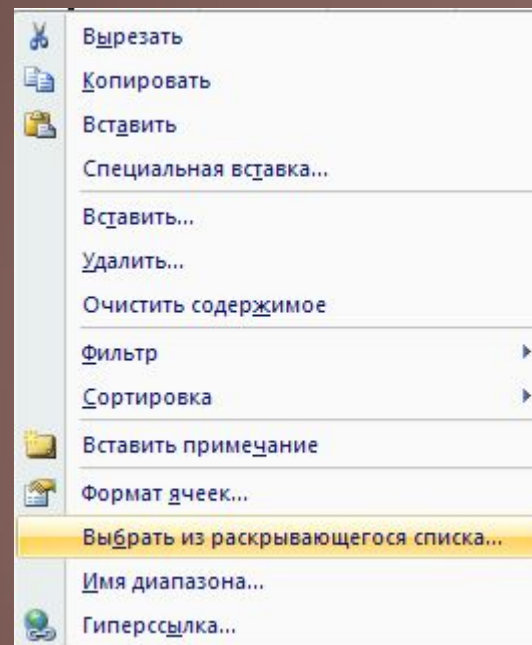 Вырезать
Копировать
Вставить
Специальная вставка...
Вставить...
Удалить...
Очистить содержимое
Фильтр
Сортировка
Вставить примечание
Формат ячеек...
Выбрать из раскрывающегося списка...
Имя диапазона...
Гиперссылка...